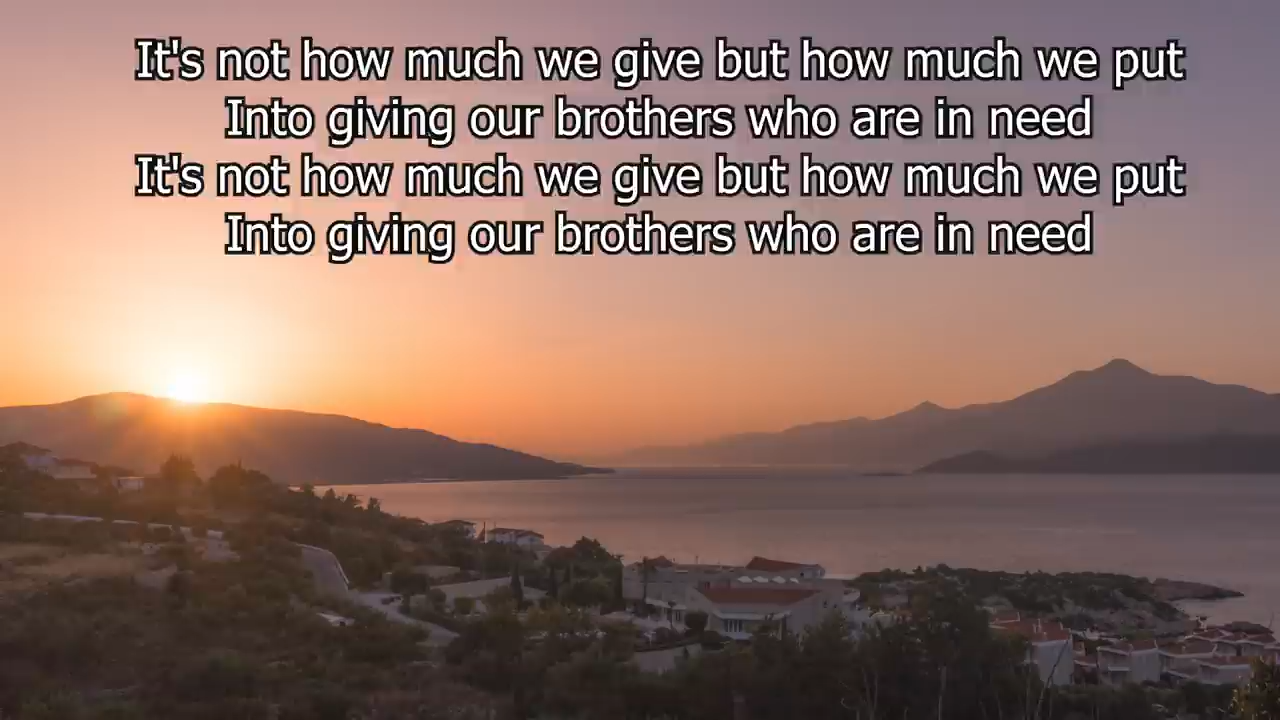 It's not how much we give but how much we put
Into giving our brothers who are in need
It's not how much we give but how much we put
Into giving our brothers who are in need